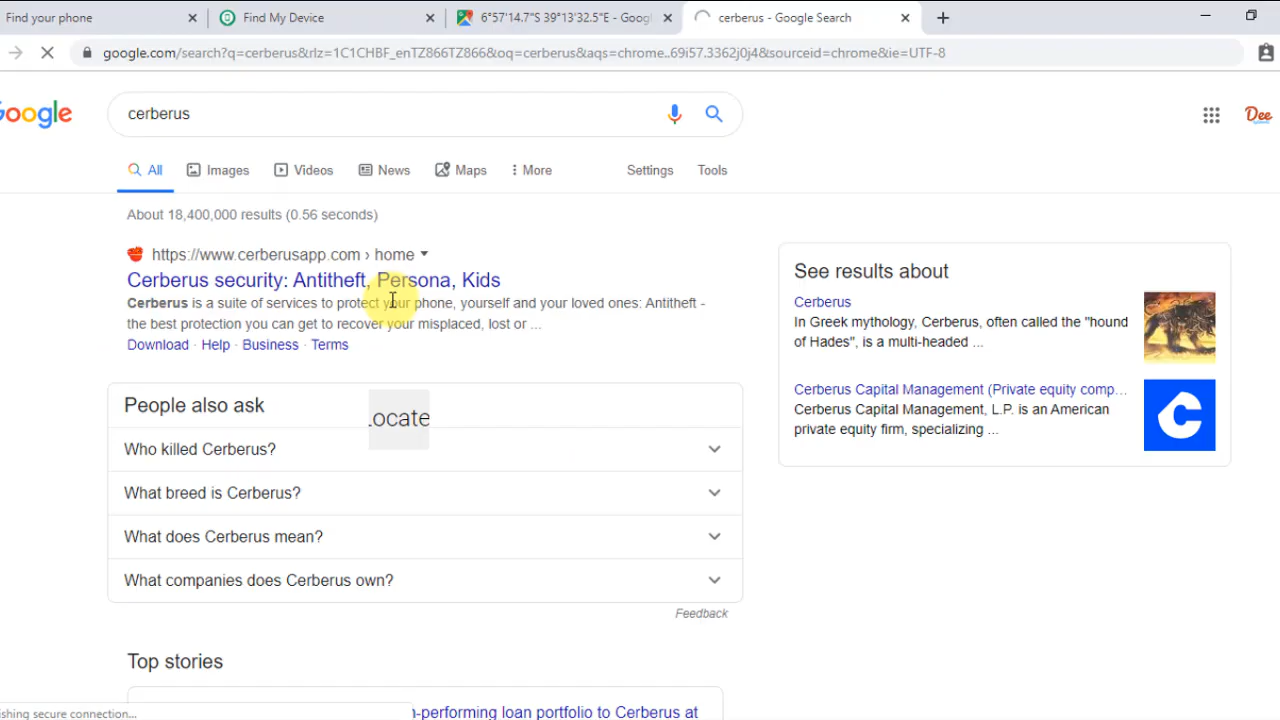 Find your phone
Find My Device
6°57'14.7"S 39°13'32.5"E - Googl
cerberus - Google Search
google.com/search?q=cerberus&rlz=1C1CHBF_enTZ866TZ866&oq=cerberus&aqs=chrome..69i57.3362j0j4&sourceid=chrome&ie=UTF-8
Google
cerberus
Dee
All
Images
Videos
News
Maps
More
Settings
Tools
About 18,400,000 results (0.56 seconds)
https://www.cerberusapp.com › home
Cerberus security: Antitheft, Persona, Kids
Cerberus is a suite of services to protect your phone, yourself and your loved ones: Antitheft -
the best protection you can get to recover your misplaced, lost or ...
Download · Help · Business · Terms
People also ask
Locate
Who killed Cerberus?
What breed is Cerberus?
What does Cerberus mean?
What companies does Cerberus own?
Feedback
Top stories
n-performing loan portfolio to Cerberus at
See results about
Cerberus
In Greek mythology, Cerberus, often called the "hound
of Hades", is a multi-headed ...
Cerberus Capital Management (Private equity comp...
Cerberus Capital Management, L.P. is an American
private equity firm, specializing ...
shing secure connection...